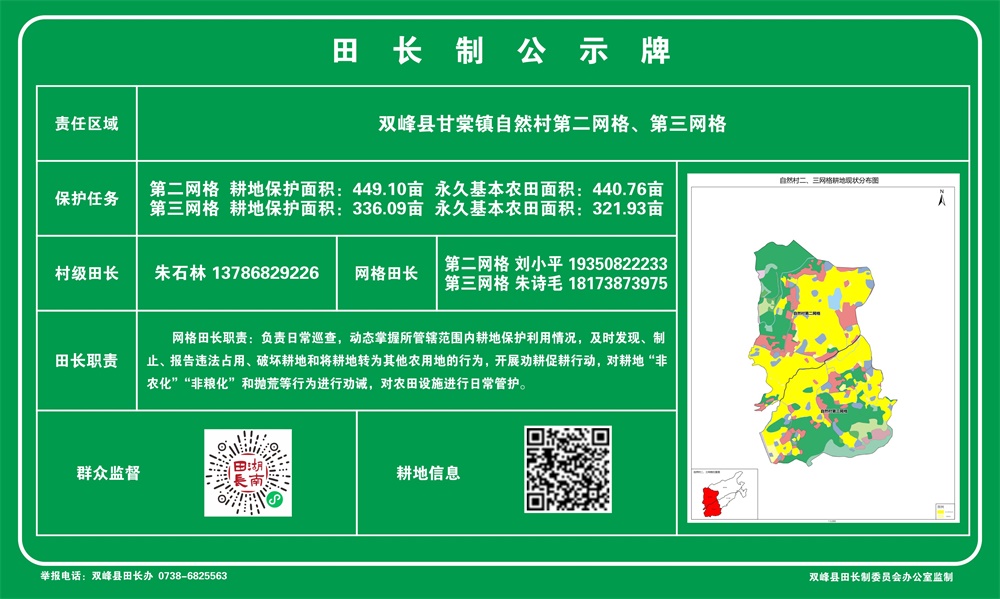 田长制公示牌
责任区域
双峰县甘棠镇自然村第二网格、第三网格
保护任务
第二网格 耕地保护面积：449.10亩 永久基本农田面积：440.76亩
第三网格 耕地保护面积：336.09亩 永久基本农田面积：321.93亩
村级田长
朱石林 13786829226
网格田长
第二网格 刘小平 19350822233
第三网格 朱诗毛 18173873975
田长职责
网格田长职责：负责日常巡查，动态掌握所管辖范围内耕地保护利用情况，及时发现、制
止、报告违法占用、破坏耕地和将耕地转为其他农用地的行为，开展劝耕促耕行动，对耕地“非
农化”“非粮化”和抛荒等行为进行劝诫，对农田设施进行日常管护。
群众监督
湖南
田長
耕地信息
自然村二、三网格耕地现状分布图
N
自然村第二网格
自然村第三网格
举报电话：双峰县田长办 0738-6825563
双峰县田长制委员会办公室监制